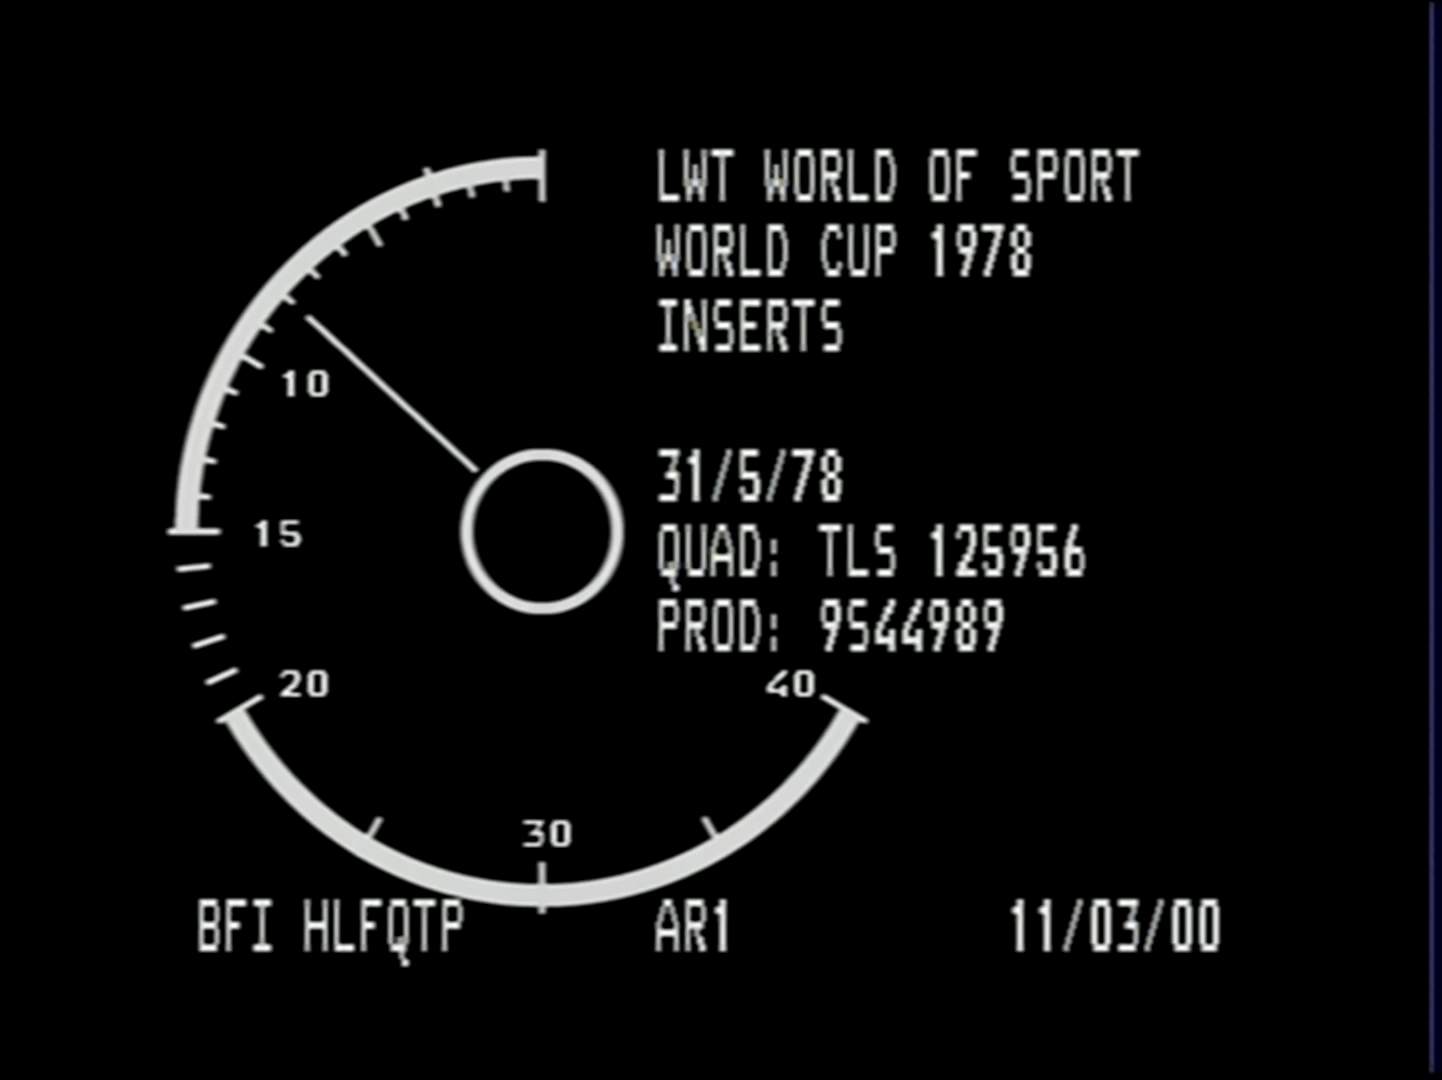 LWT WORLD OF SPORT
WORLD CUP 1978
INSERTS
10
31/5/78
15
QUAD: TLS 125956
PROD: 9544989
20
40
30
BFI HLFQTP
AR1
11/03/00